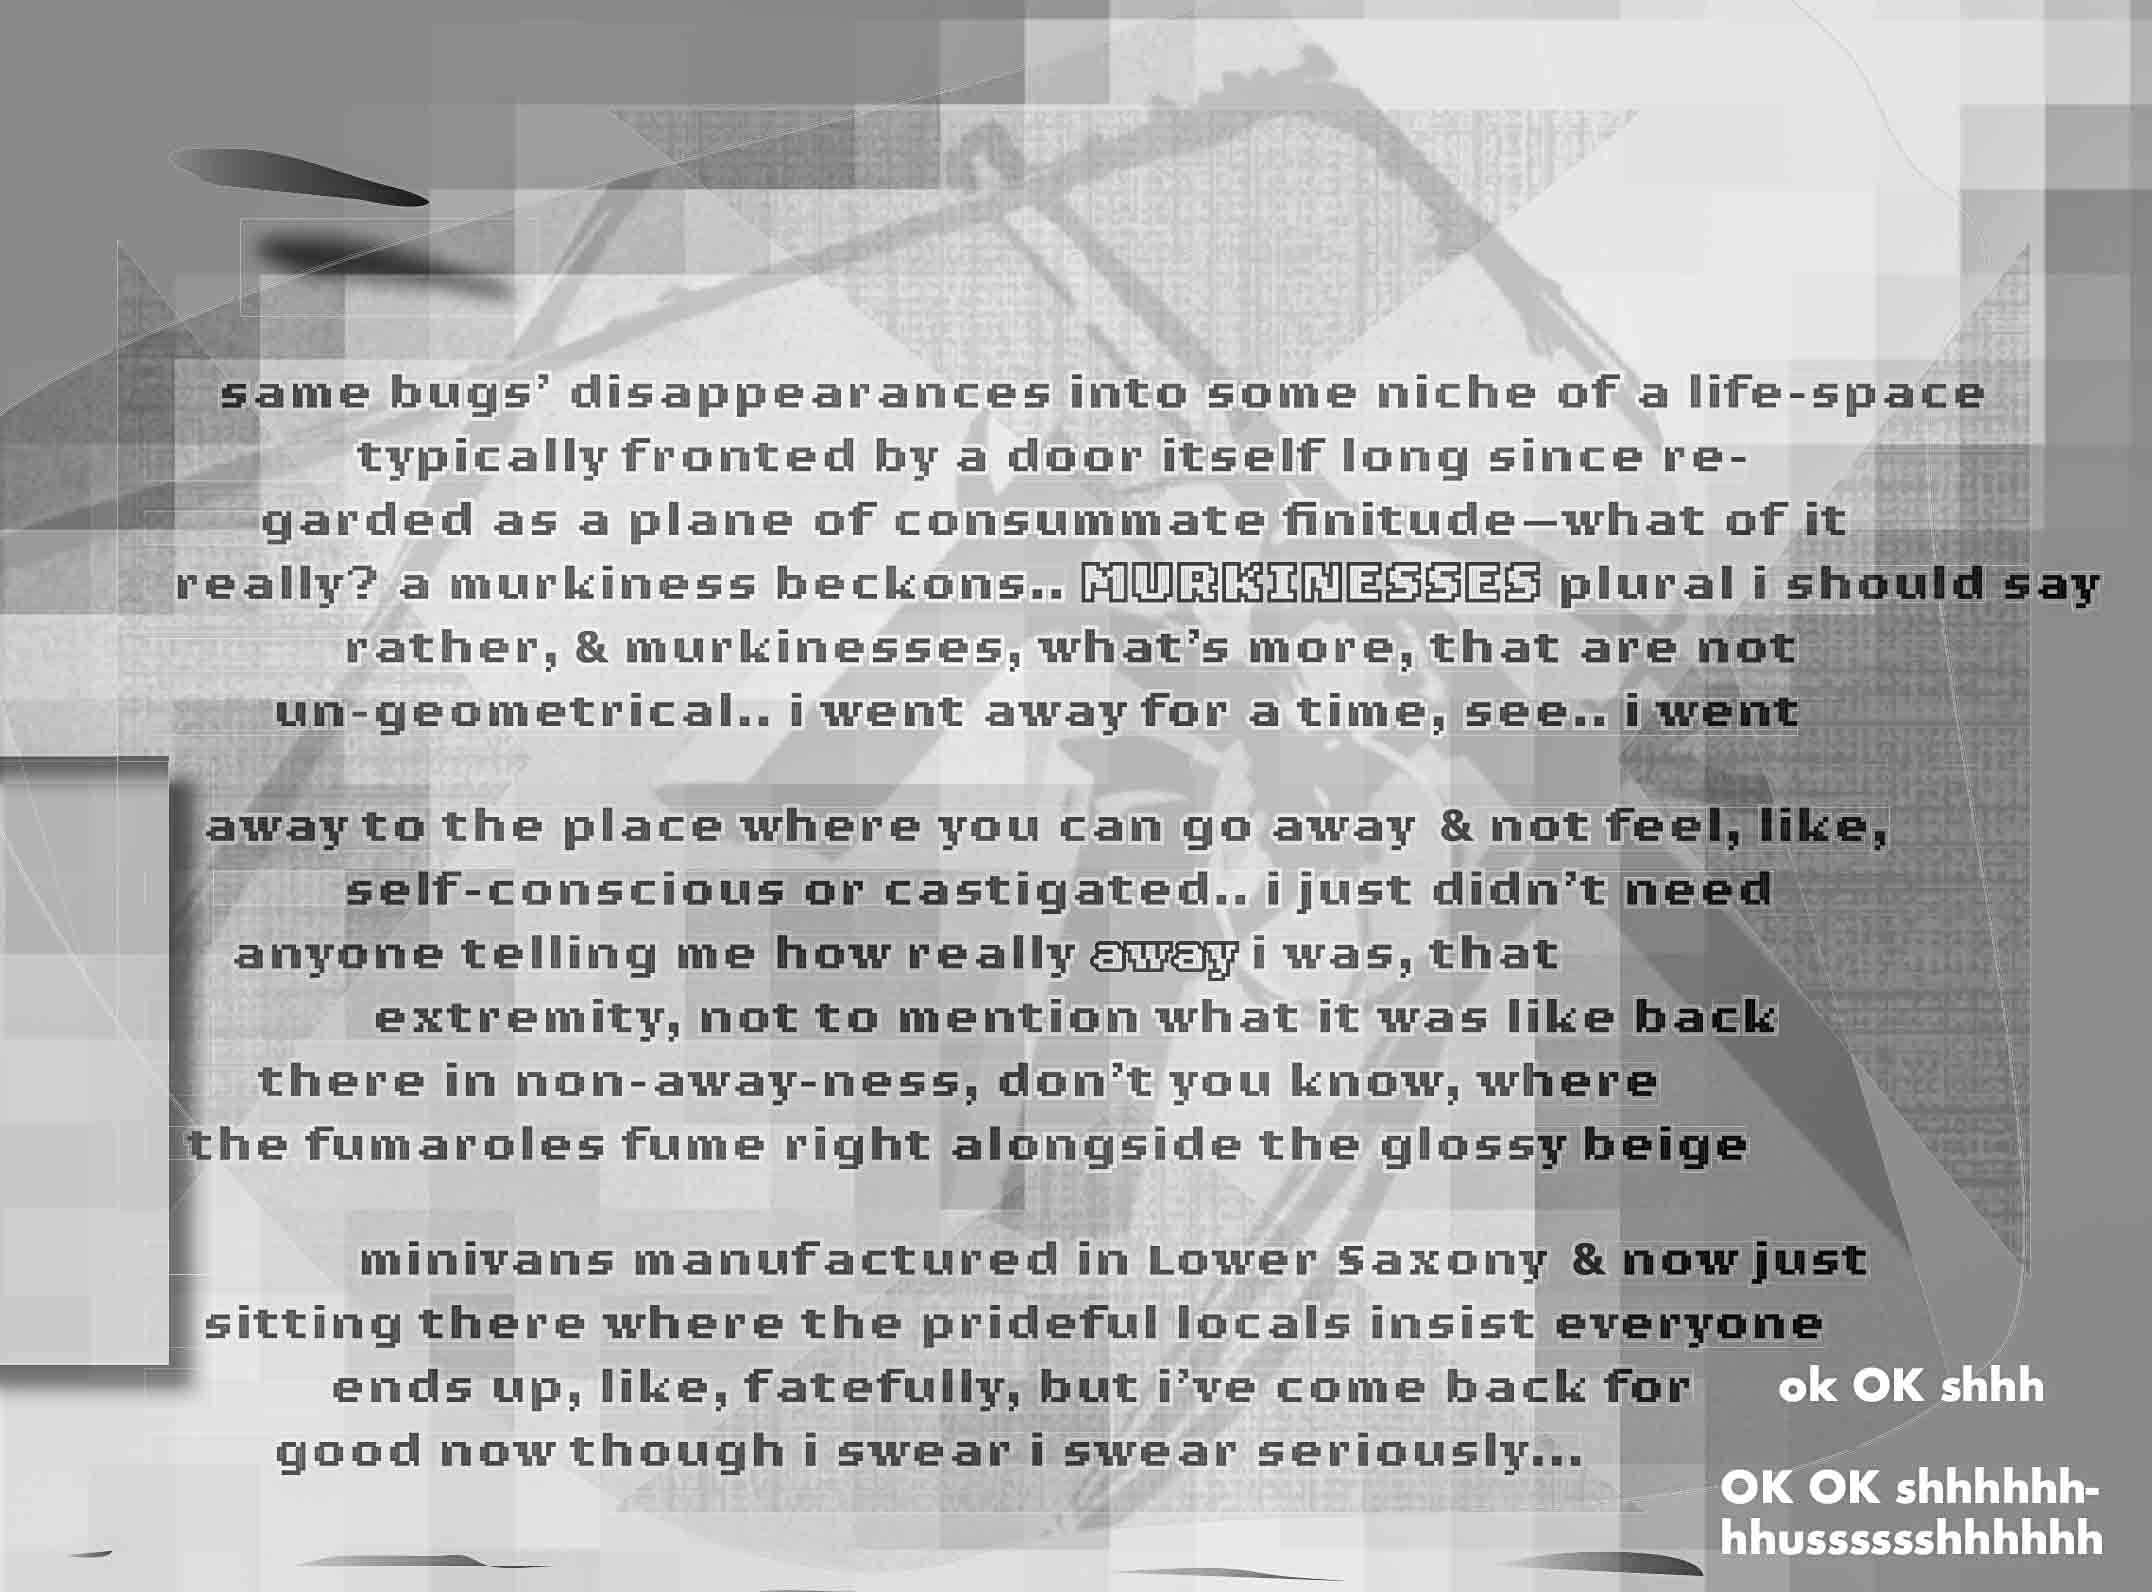 same bugs’ disappearances into some niche of a life-space
typically fronted by a door itself long since re-
garded as a plane of consummate finitude—what of it
really? a murkiness beckons.. MURKINESSES plural i should say
rather, & murkinesses, what’s more, that are not
un-geometrical.. i went away for a time, see.. i went
away to the place where you can go away & not feel, like,
self-conscious or castigated.. i just didn’t need
anyone telling me how really away i was, that
extremity, not to mention what it was like back
there in non-away-ness, don’t you know, where
the fumaroles fume right alongside the glossy beige
minivans manufactured in Lower Saxony & now just
sitting there where the prideful locals insist everyone
ends up, like, fatefully, but i’ve come back for
good now though i swear i swear seriously...
ok OK shhh
OK OK shhhhhhh-
hhusssssshhhhhh